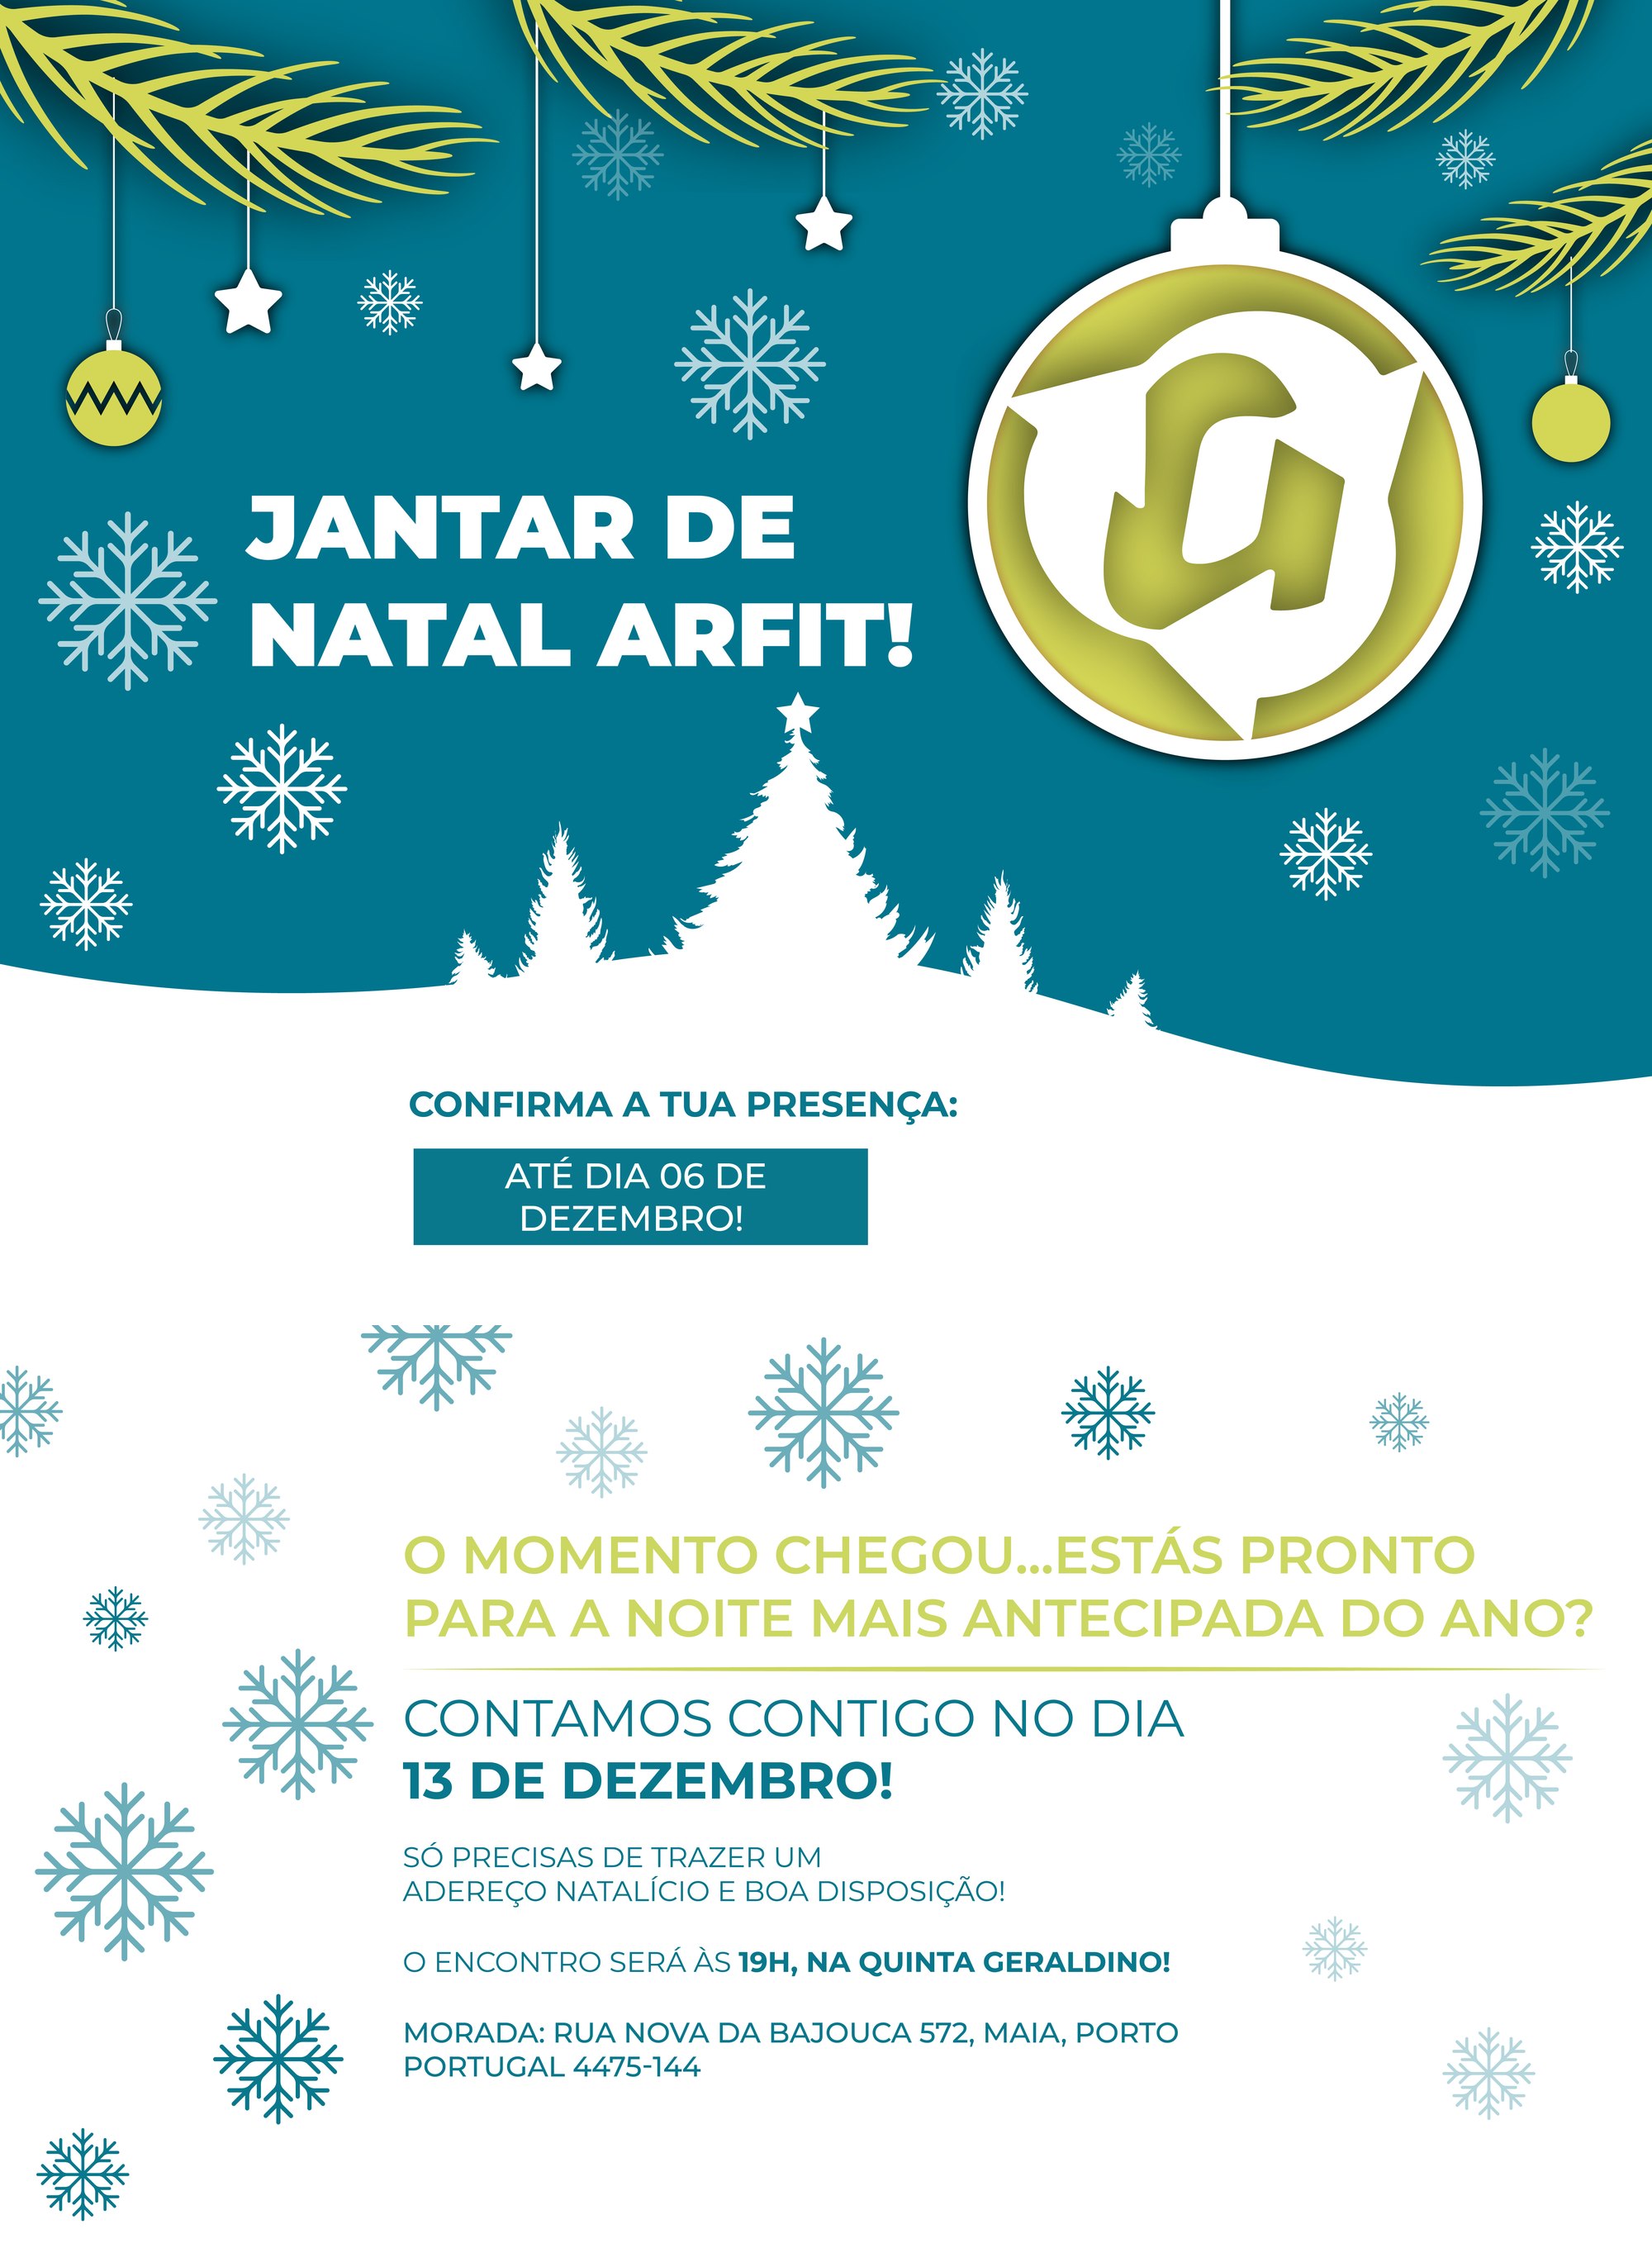 JANTAR DE
NATAL ARFIT!
CONFIRMA A TUA PRESENÇA:
ATÉ DIA 06 DE
DEZEMBRO!
O MOMENTO CHEGOU...ESTÁS PRONTO
PARA A NOITE MAIS ANTECIPADA DO ANO?
CONTAMOS CONTIGO NO DIA
13 DE DEZEMBRO!
SÓ PRECISAS DE TRAZER UM
ADEREÇO NATALÍCIO E BOA DISPOSIÇÃO!
O ENCONTRO SERÁ ÀS 19H, NA QUINTA GERALDINO!
MORADA: RUA NOVA DA BAJOUCA 572, MAIA, PORTO
PORTUGAL 4475-144